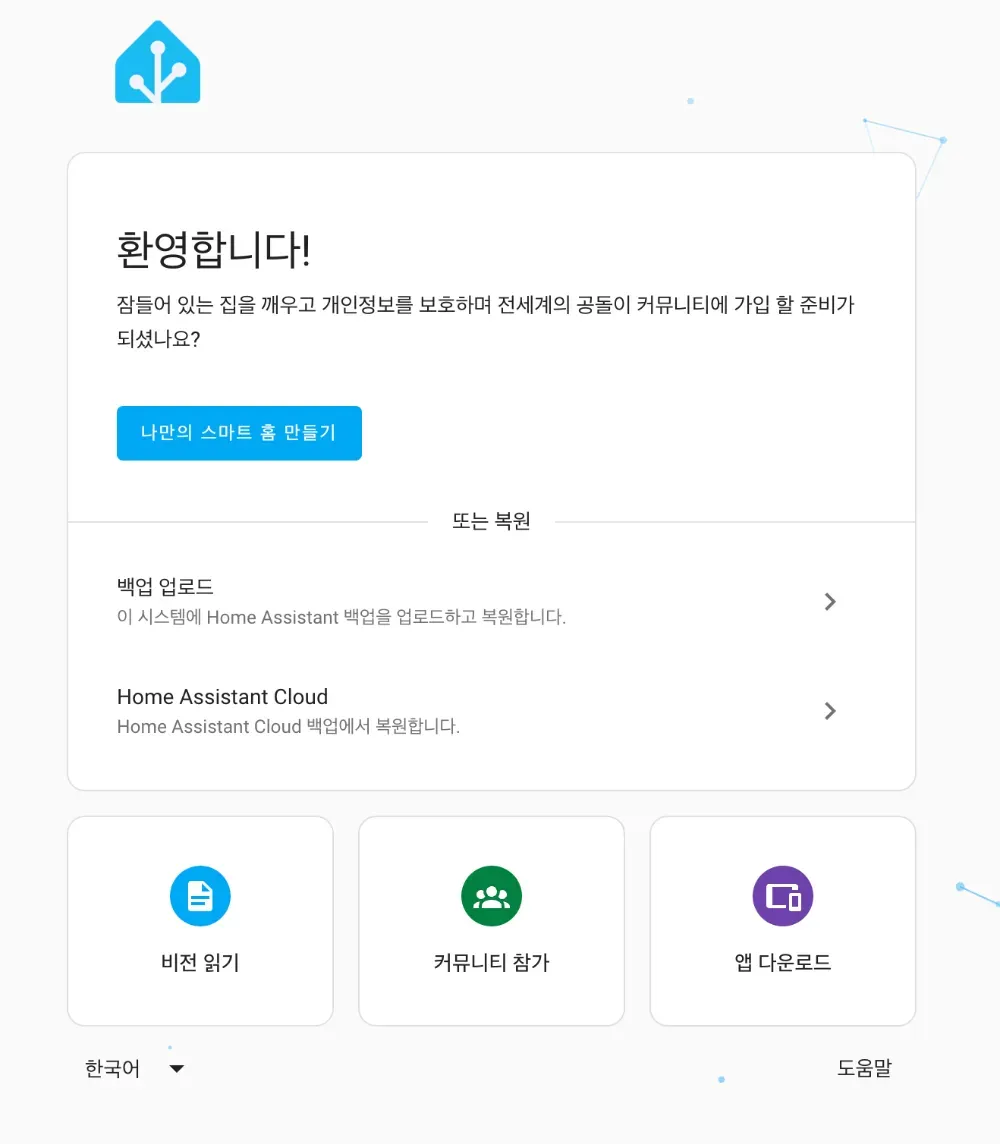 환영합니다!
잠들어 있는 집을 깨우고 개인정보를 보호하며 전세계의 공돌이 커뮤니티에 가입 할 준비가
되셨나요?
나만의 스마트 홈 만들기
또는 복원
백업 업로드
이 시스템에 Home Assistant 백업을 업로드하고 복원합니다.
Home Assistant Cloud
Home Assistant Cloud 백업에서 복원합니다.
비전 읽기
커뮤니티 참가
앱 다운로드
한국어
도움말